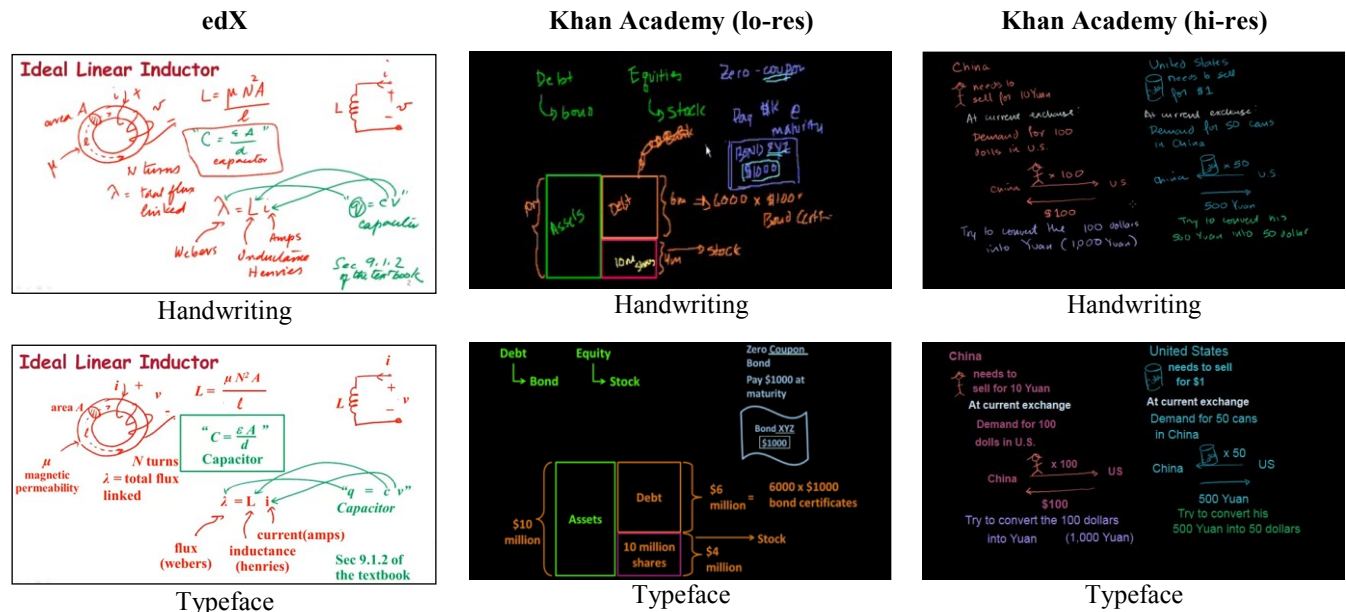 edX
Khan Academy (lo-res)
Khan Academy (hi-res)
Ideal Linear Inductor
i +
area A
v
-
l
μ
L = μN²A
l
"C = εA
d
"
capacitor
i
+
L
v
-
N turns
λ = total flux
linked
λ = L i
"q = c v"
capacitor
Webers
Amps
Inductance
Henries
Sec 9.1.2
of the textbook
2
Handwriting
Debt
Equities
Zero-coupon
bond
Stock
Pay $1K @
maturity
BOND XYZ
$1000
Assets
Debt
6m
6000 x $1000
Bond Certif
10m shares
4m
Stock
Handwriting
China
needs to
sell for 10 Yuan
At current exchange:
Demand for 100
dolls in U.S.
x 100
China
U.S
$100
Try to convert the 100 dollars
into Yuan (1,000 Yuan)
United States
needs to sell
for $1
At current exchange:
Demand for 50 cans
in China
x 50
China
U.S
500 Yuan
Try to convert his
500 Yuan into 50 dollar
Handwriting
Ideal Linear Inductor
i +
area A
v
-
l
μ
magnetic
permeability
L = μ N² A
l
"C = εA
d
"
Capacitor
i
+
L
v
-
N turns
λ = total flux
linked
λ = L i
"q = c v"
Capacitor
current(amps)
flux
(webers)
inductance
(henries)
Sec 9.1.2 of
the textbook
Typeface
Debt
Equity
Bond
Stock
Zero Coupon
Bond
Pay $1000 at
maturity
Bond XYZ
$1000
$10
million
Assets
Debt
$6
million
=
6000 x $1000
bond certificates
10 million
shares
$4
million
Stock
Typeface
China
needs to
sell for 10 Yuan
At current exchange
Demand for 100
dolls in U.S.
x 100
China
US
$100
Try to convert the 100 dollars
into Yuan (1,000 Yuan)
United States
needs to sell
for $1
At current exchange
Demand for 50 cans
in China
x 50
China
US
500 Yuan
Try to convert his
500 Yuan into 50 dollars
Typeface